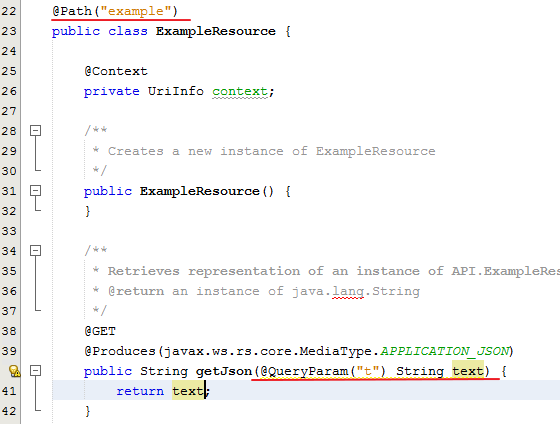 22 @Path("example")
23 public class ExampleResource {
24
25 @Context
26 private UriInfo context;
27
28 /**
29 * Creates a new instance of ExampleResource
30 */
31 public ExampleResource() {
32 }
33
34 /**
35 * Retrieves representation of an instance of API.ExampleRes
36 * @return an instance of java.lang.String
37 */
38 @GET
39 @Produces(javax.ws.rs.core.MediaType.APPLICATION_JSON)
public String getJson(@QueryParam("t") String text) {
41 return text;
42 }